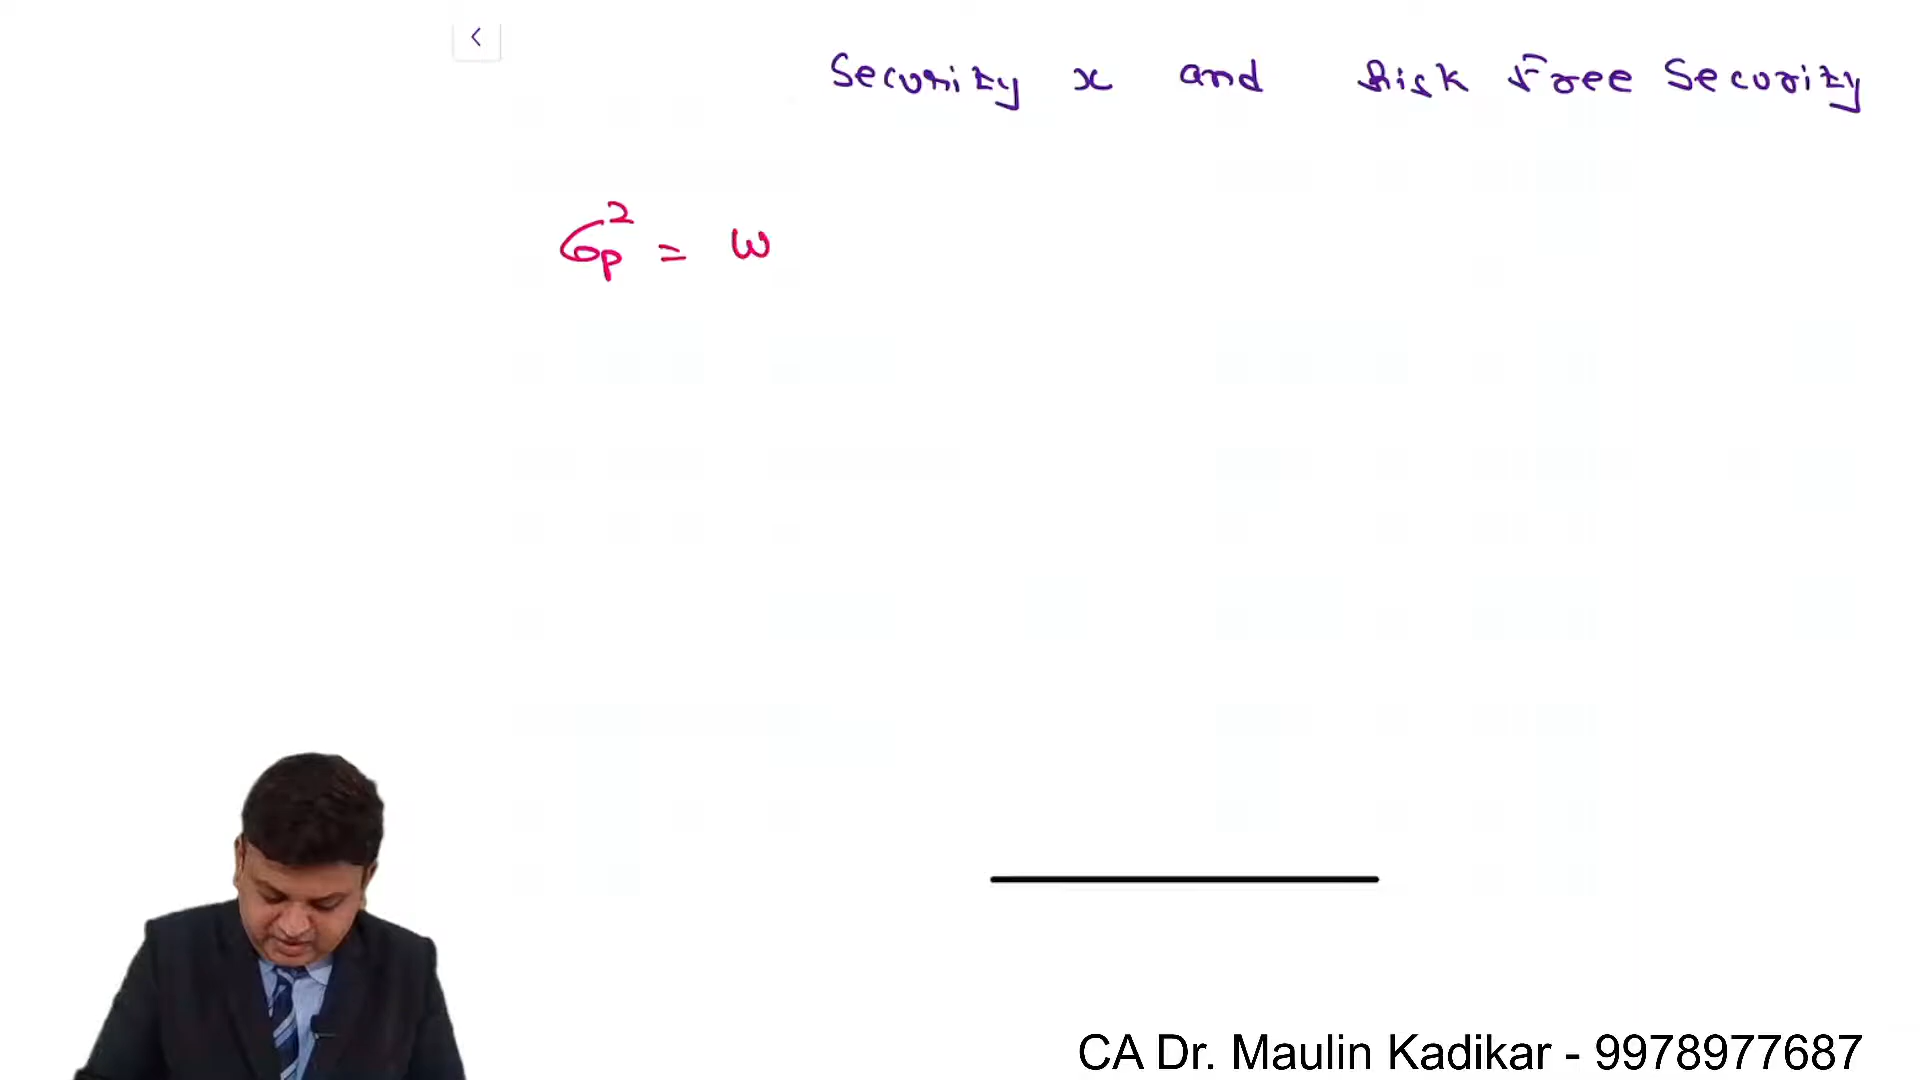 Security x and Risk Free Security
σp² = w
CA Dr. Maulin Kadikar - 9978977687